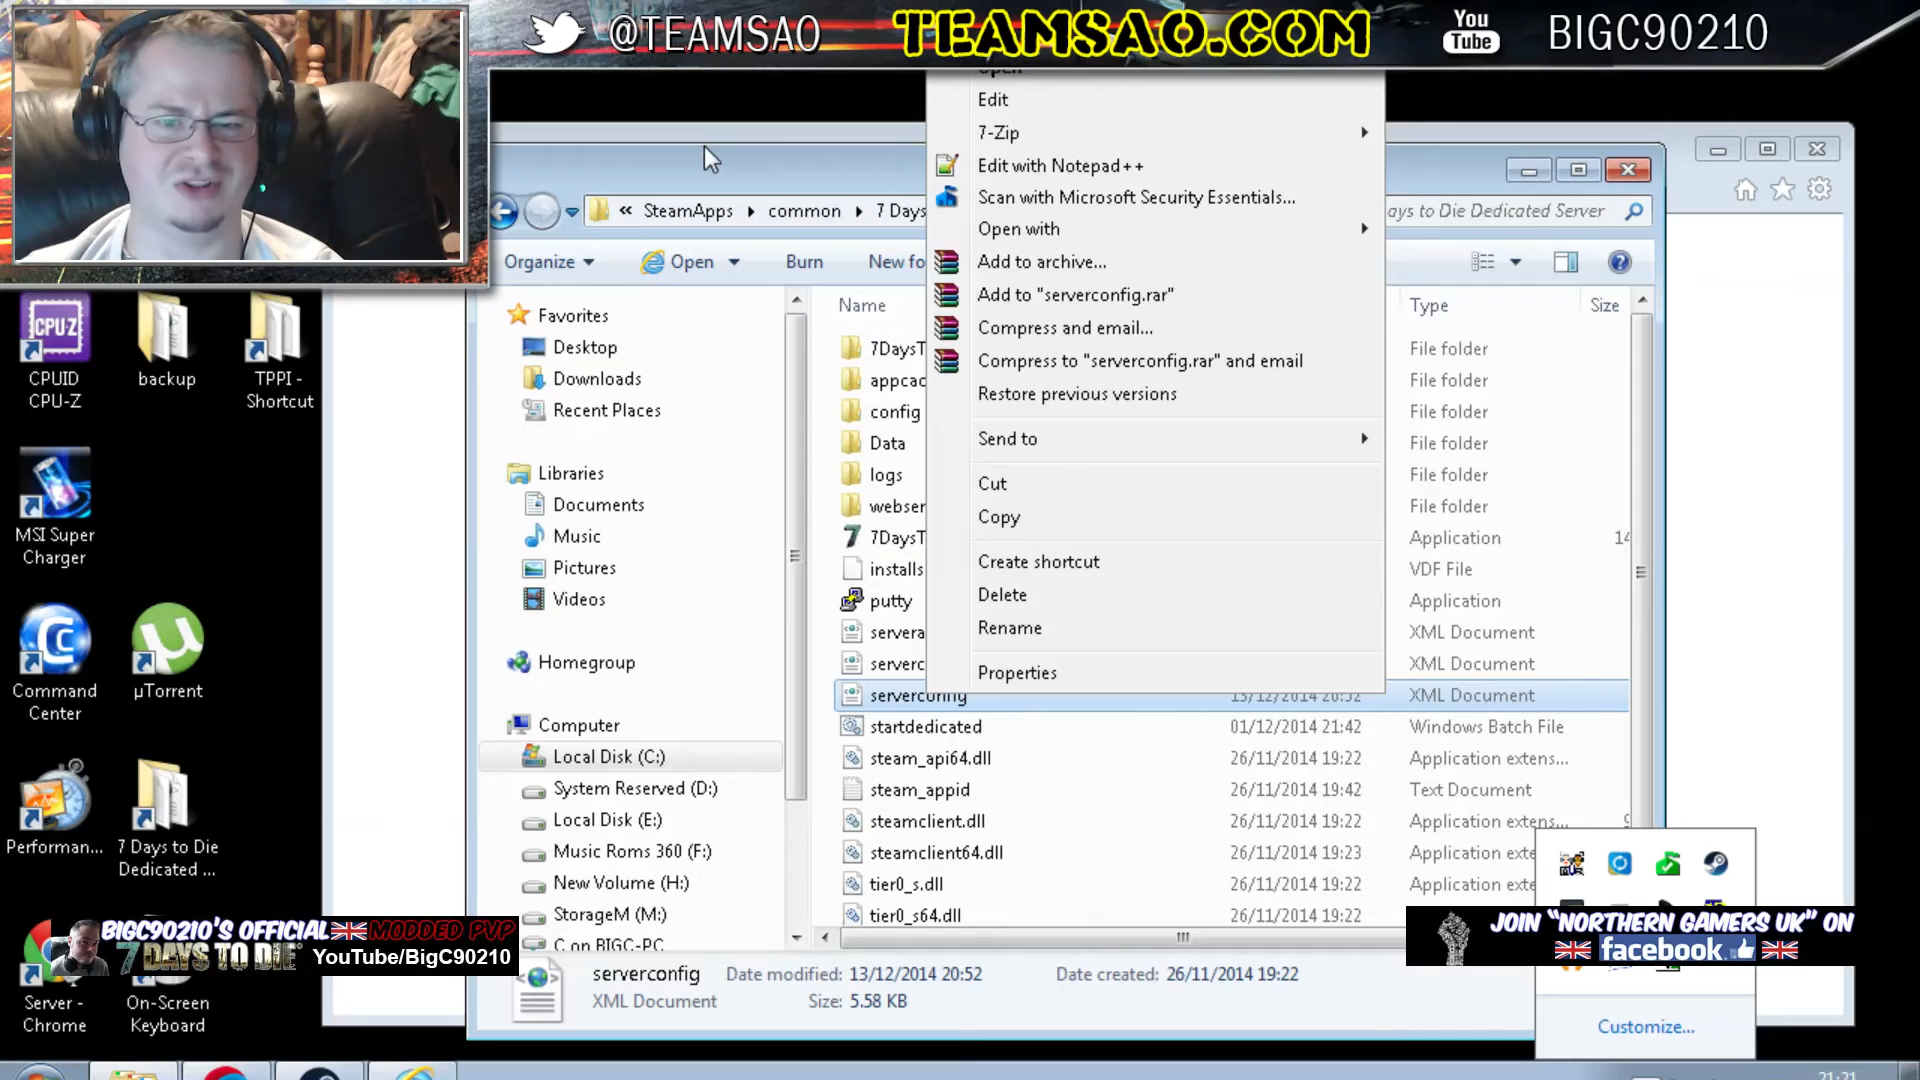 @TEAMSAO
TEAMSAO.COM
You
Tube
BIGC90210
Open
Edit
7-Zip
Edit with Notepad++
Scan with Microsoft Security Essentials...
Open with
Add to archive...
Add to "serverconfig.rar"
Compress and email...
Compress to "serverconfig.rar" and email
Restore previous versions
Send to
Cut
Copy
Create shortcut
Delete
Rename
Properties
« SteamApps common 7 Days
ays to Die Dedicated Server
Organize
Open
Burn
New fo
Name
Type
Size
Favorites
Desktop
Downloads
Recent Places
Libraries
Documents
Music
Pictures
Videos
Homegroup
Computer
Local Disk (C:)
System Reserved (D:)
Local Disk (E:)
Music Roms 360 (F:)
New Volume (H:)
StorageM (M:)
C on BIGC-PC
7DaysT
File folder
appcac
File folder
config
File folder
Data
File folder
logs
File folder
webser
File folder
7DaysT
Application
14
installs
VDF File
putty
Application
servera
XML Document
serverc
XML Document
serverconfig
13/12/2014 20:52
XML Document
startdedicated
01/12/2014 21:42
Windows Batch File
steam_api64.dll
26/11/2014 19:22
Application extens...
steam_appid
26/11/2014 19:42
Text Document
steamclient.dll
26/11/2014 19:22
Application extens...
steamclient64.dll
26/11/2014 19:23
Application exte
tier0_s.dll
26/11/2014 19:22
Application exte
tier0_s64.dll
26/11/2014 19:22
serverconfig
Date modified: 13/12/2014 20:52
Date created: 26/11/2014 19:22
XML Document
Size: 5.58 KB
CPU-Z
CPUID
CPU-Z
backup
TPPI -
Shortcut
MSI Super
Charger
Command
Center
µTorrent
Performan...
7 Days to Die
Dedicated ...
Server -
Chrome
On-Screen
Keyboard
BIGC90210'S OFFICIAL MODDED PVP
7 DAYS TO DIE
YouTube/BigC90210
JOIN "NORTHERN GAMERS UK" ON
facebook
Customize...
21:21